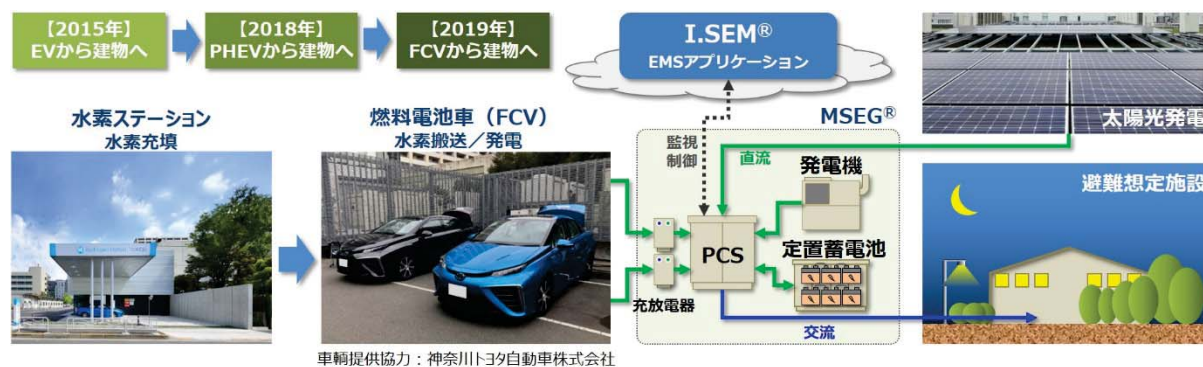 【2015年】
EVから建物へ
【2018年】
PHEVから建物へ
【2019年】
FCVから建物へ
I.SEM®
EMSアプリケーション
太陽光発電
水素ステーション
水素充填
燃料電池車（FCV）
水素搬送／発電
MSEG®
監視
制御
直流
発電機
避難想定施設
PCS
定置蓄電池
充放電器
交流
車輌提供協力：神奈川トヨタ自動車株式会社